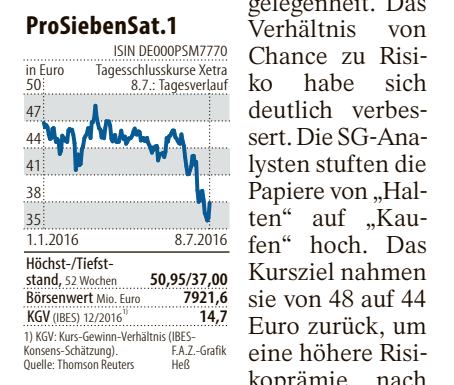 ProSiebenSat.1
ISIN DE000PSM7770
in Euro Tagesschlusskurse Xetra
50 8.7.: Tagesverlauf
47
44
41
38
35
1.1.2016 8.7.2016
Höchst-/Tiefst-
stand, 52 Wochen 50,95/37,00
Börsenwert Mio. Euro 7921,6
KGV (IBES) 12/2016 1) 14,7
1) KGV: Kurs-Gewinn-Verhältnis (IBES-
Konsens-Schätzung). F.A.Z.-Grafik
Quelle: Thomson Reuters Heß
gelegenheit. Das
Verhältnis von
Chance zu Risi-
ko habe sich
deutlich verbes-
sert. Die SG-Ana-
lysten stuften die
Papiere von „Hal-
ten“ auf „Kau-
fen“ hoch. Das
Kursziel nahmen
sie von 48 auf 44
Euro zurück, um
eine höhere Risi-
koprämie nach